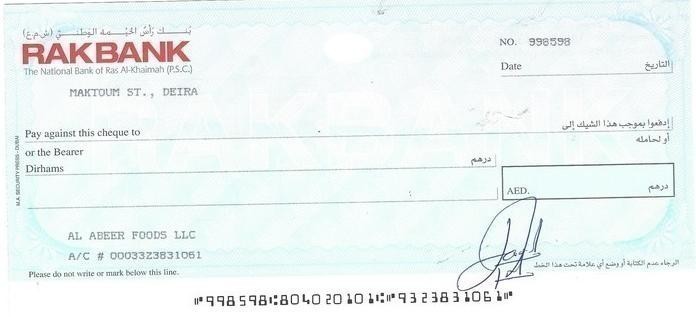 بنك رأس الخيمة الوطني (ش.م.ع)
RAKBANK
The National Bank of Ras Al-Khaimah (P.S.C.)
MAKTOUM ST., DEIRA
NO. 998598
Date التاريخ
Pay against this cheque to إدفعوا بموجب هذا الشيك إلى
or the Bearer أو لحامله
Dirhams درهم
AED. درهم
M.A. SECURITY PRESS - DUBAI
AL ABEER FOODS LLC
A/C # 0003323831061
Please do not write or mark below this line. الرجاء عدم الكتابة أو وضع أي علامة تحت هذا الخط
⑈998598⑆804020101⑆932383106⑈